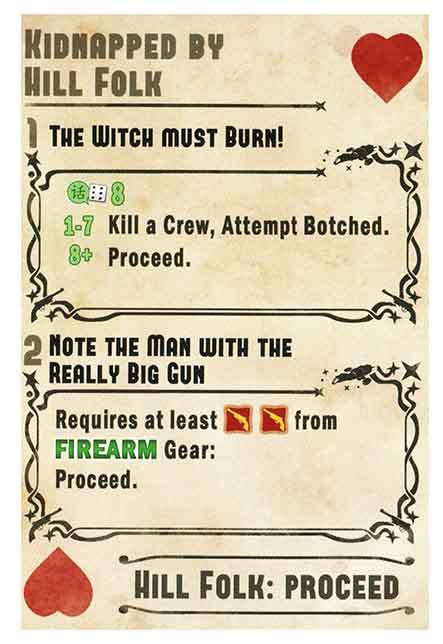 KIDNAPPED BY
HILL FOLK
1 THE WITCH MUST BURN!
话 8
1-7 Kill a Crew, Attempt Botched.
8+ Proceed.
2 NOTE THE MAN WITH THE
REALLY BIG GUN
Requires at least from
FIREARM Gear:
Proceed.
HILL FOLK: PROCEED